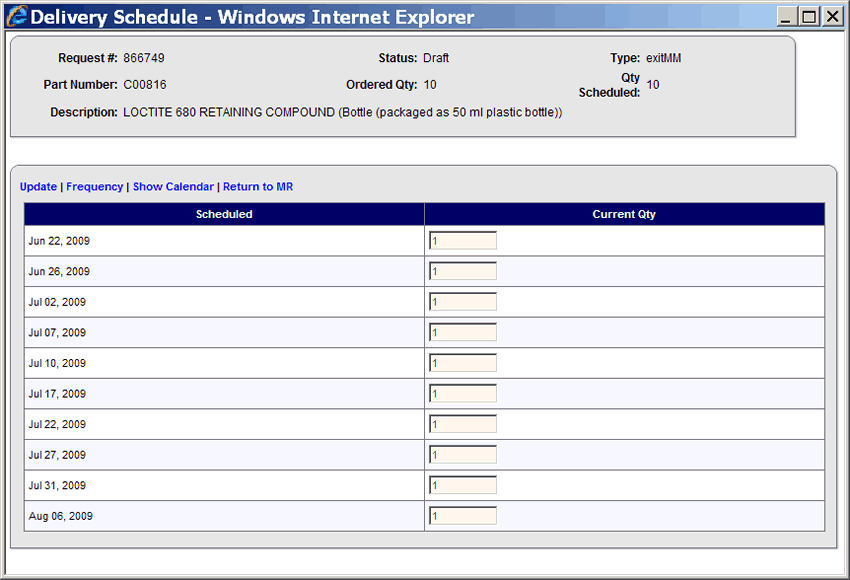 Delivery Schedule - Windows Internet Explorer
Request #: 866749 Status: Draft Type: exitMM
Part Number: C00816 Ordered Qty: 10 Qty Scheduled: 10
Description: LOCTITE 680 RETAINING COMPOUND (Bottle (packaged as 50 ml plastic bottle))
Update | Frequency | Show Calendar | Return to MR
Scheduled Current Qty
Jun 22, 2009 1
Jun 26, 2009 1
Jul 02, 2009 1
Jul 07, 2009 1
Jul 10, 2009 1
Jul 17, 2009 1
Jul 22, 2009 1
Jul 27, 2009 1
Jul 31, 2009 1
Aug 06, 2009 1